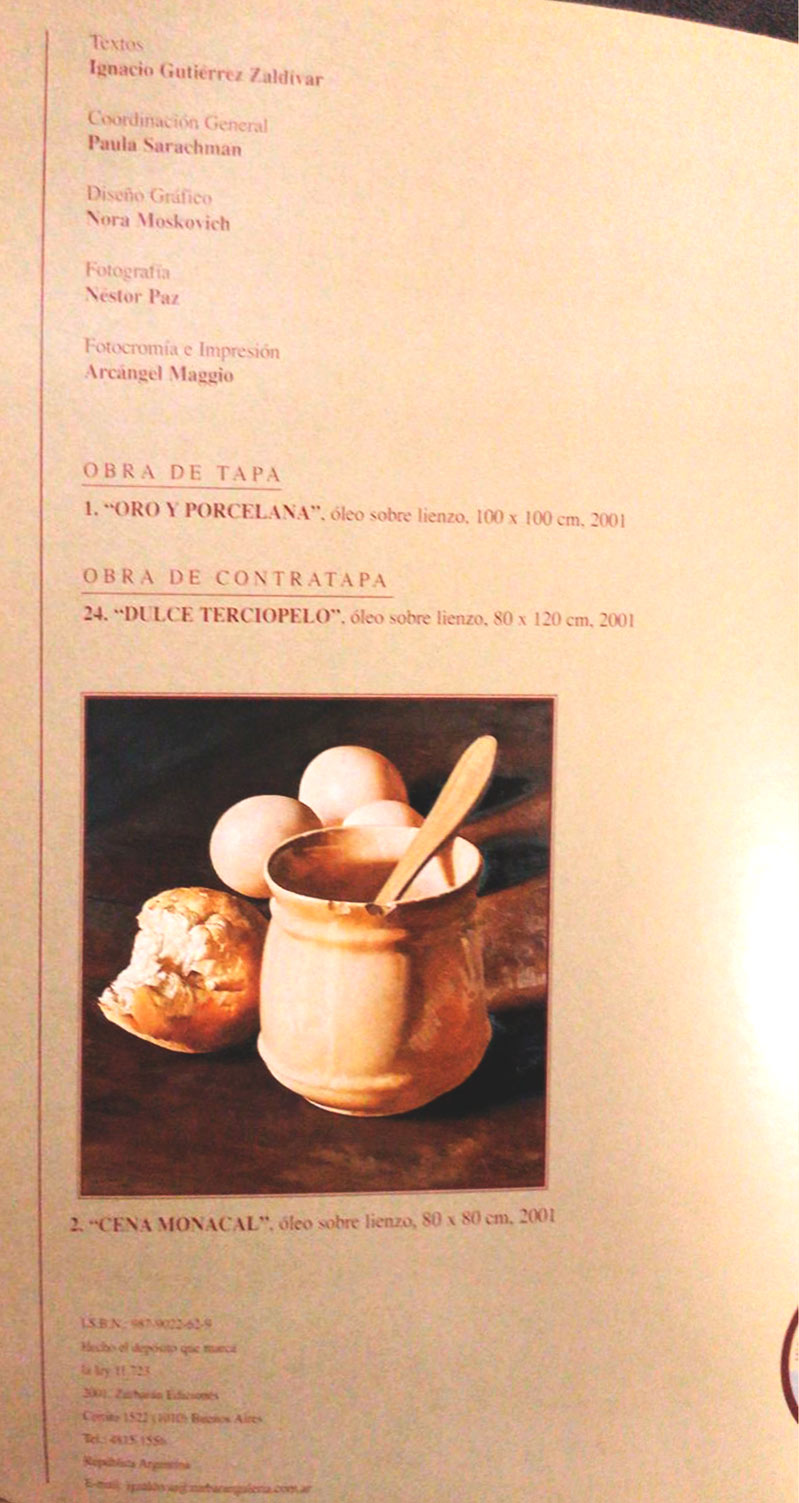 Textos
Ignacio Gutiérrez Zaldívar
Coordinación General
Paula Sarachman
Diseño Gráfico
Nora Moskovich
Fotografía
Néstor Paz
Fotocromía e Impresión
Arcángel Maggio
OBRA DE TAPA
1. “ORO Y PORCELANA”, óleo sobre lienzo, 100 x 100 cm, 2001
OBRA DE CONTRATAPA
24. “DULCE TERCIOPELO”, óleo sobre lienzo, 80 x 120 cm, 2001
2. “CENA MONACAL”, óleo sobre lienzo, 80 x 80 cm, 2001
I.S.B.N.: 987-9022-62-9
Hecho el depósito que marca
la ley 11.723
2001, Zurbarán Ediciones
Cerrito 1522 (1010) Buenos Aires
Tel.: 4815 1556
República Argentina
E-mail: